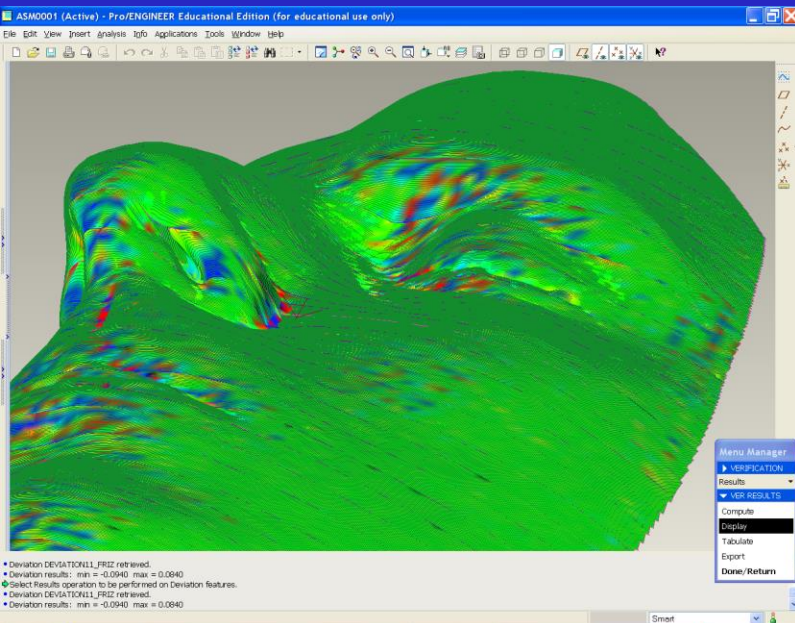 ASM0001 (Active) - Pro/ENGINEER Educational Edition (for educational use only)
File Edit View Insert Analysis Info Applications Tools Window Help
Menu Manager
VERIFICATION
Results
VER RESULTS
Compute
Display
Tabulate
Export
Done/Return
• Deviation DEVIATION11_FRIZ retrieved.
• Deviation results: min = -0.0940 max = 0.0840
Select Results operation to be performed on Deviation features.
• Deviation DEVIATION11_FRIZ retrieved.
• Deviation results: min = -0.0940 max = 0.0840
Smart